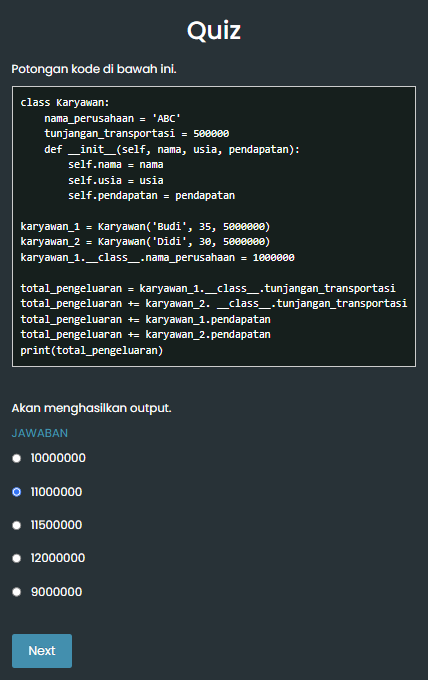 Quiz
Potongan kode di bawah ini.
class Karyawan:
    nama_perusahaan = 'ABC'
    tunjangan_transportasi = 500000
    def __init__(self, nama, usia, pendapatan):
        self.nama = nama
        self.usia = usia
        self.pendapatan = pendapatan

karyawan_1 = Karyawan('Budi', 35, 5000000)
karyawan_2 = Karyawan('Didi', 30, 5000000)
karyawan_1.__class__.nama_perusahaan = 1000000

total_pengeluaran = karyawan_1.__class__.tunjangan_transportasi
total_pengeluaran += karyawan_2. __class__.tunjangan_transportasi
total_pengeluaran += karyawan_1.pendapatan
total_pengeluaran += karyawan_2.pendapatan
print(total_pengeluaran)
Akan menghasilkan output.
JAWABAN
10000000
11000000
11500000
12000000
9000000
Next